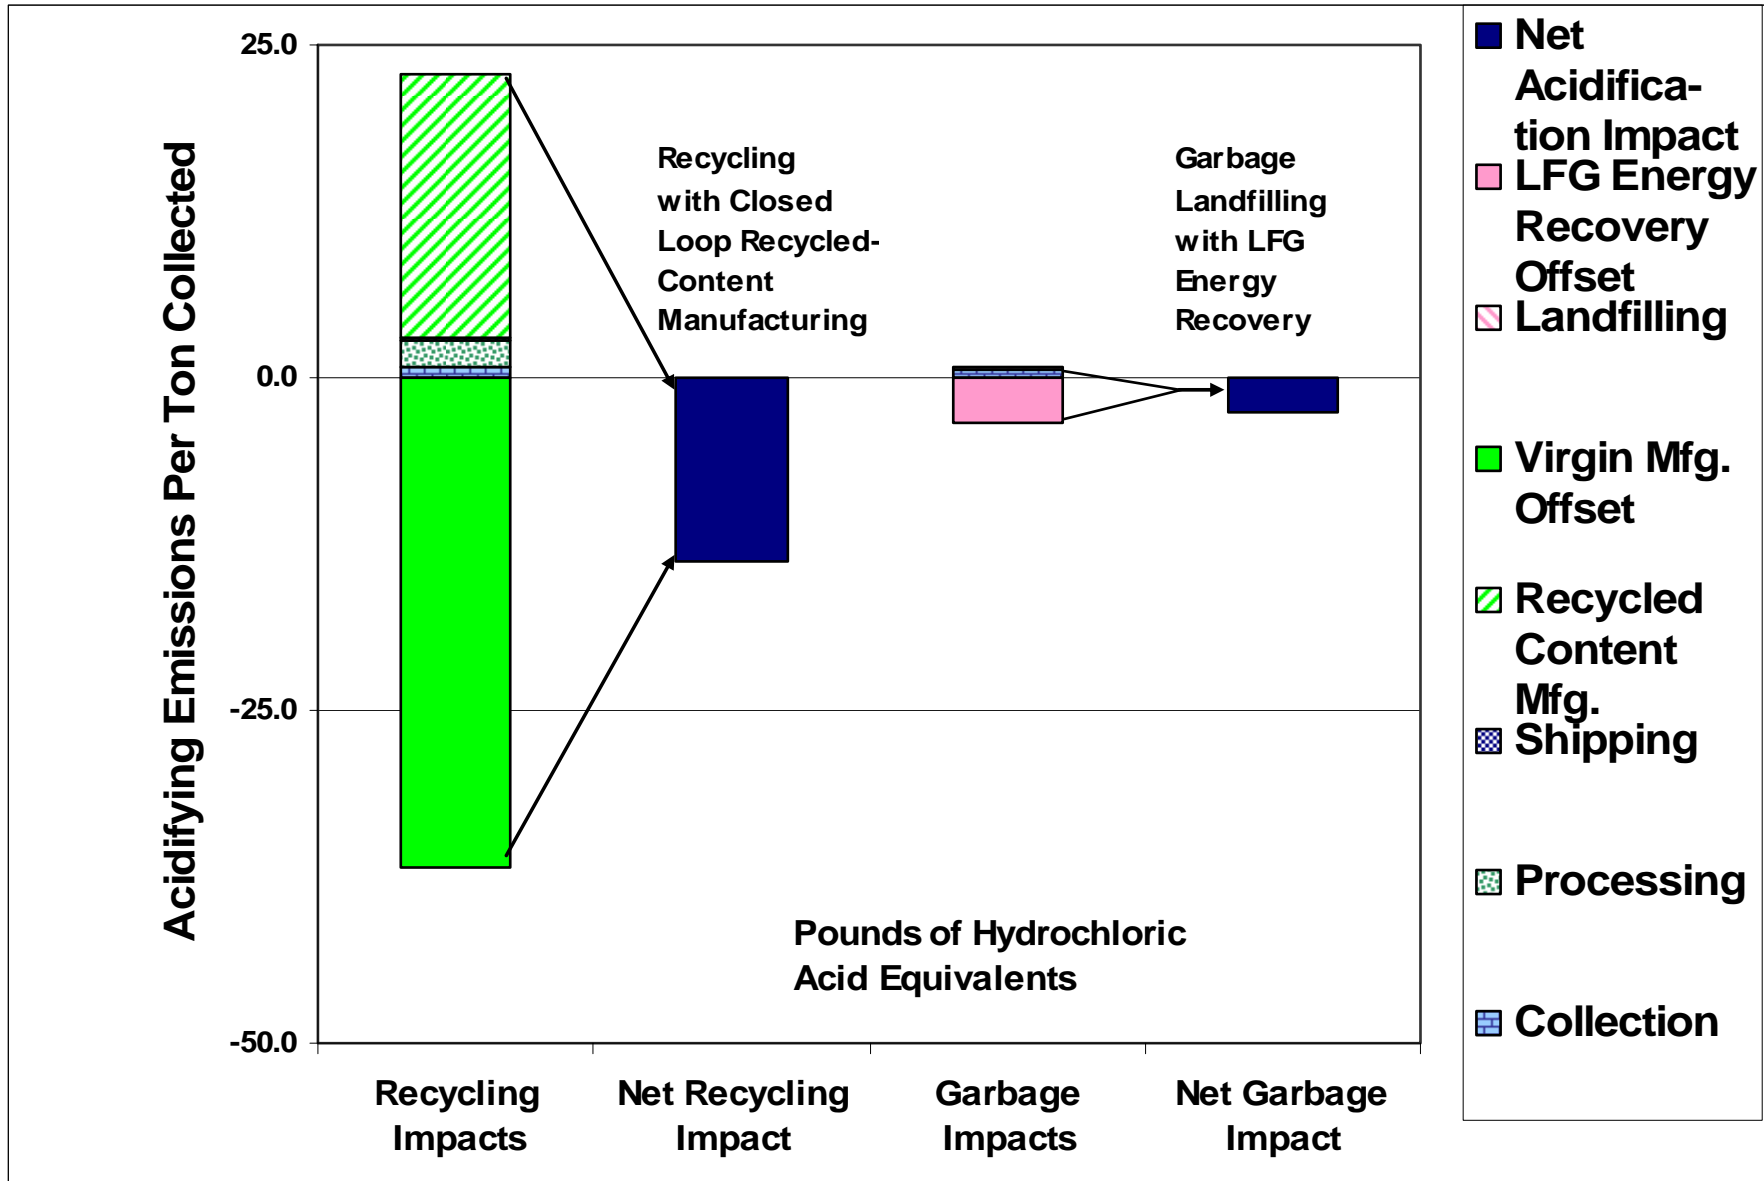 Acidifying Emissions Per Ton Collected
25.0
0.0
-25.0
-50.0
Recycling
with Closed
Loop Recycled-
Content
Manufacturing
Garbage
Landfilling
with LFG
Energy
Recovery
Pounds of Hydrochloric
Acid Equivalents
Recycling
Impacts
Net Recycling
Impact
Garbage
Impacts
Net Garbage
Impact
Net
Acidifica-
tion Impact
LFG Energy
Recovery
Offset
Landfilling
Virgin Mfg.
Offset
Recycled
Content
Mfg.
Shipping
Processing
Collection